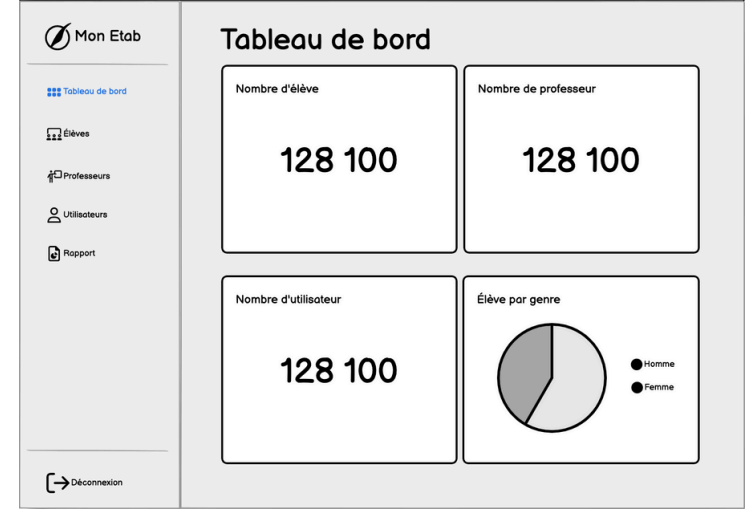 Mon Etab
Tableau de bord
Élèves
Professeurs
Utilisateurs
Rapport
Déconnexion
Tableau de bord
Nombre d'élève
128 100
Nombre de professeur
128 100
Nombre d'utilisateur
128 100
Élève par genre
Homme
Femme